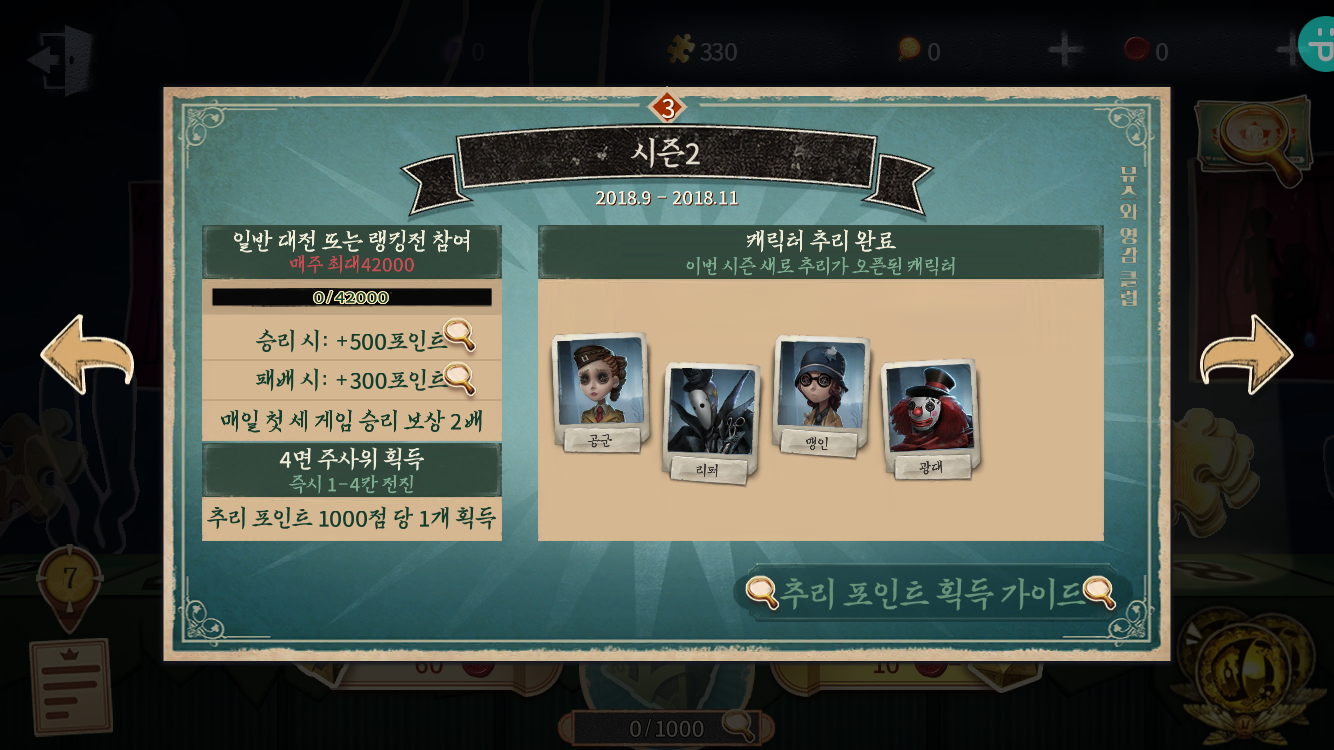 0
330
0
0
3
시즌2
2018.9 - 2018.11
뉴스와 영감 클럽
일반 대전 또는 랭킹전 참여
매주 최대42000
0/42000
승리 시: +500포인트
패배 시: +300포인트
매일 첫 세 게임 승리 보상 2배
4면 주사위 획득
즉시 1-4칸 전진
추리 포인트 1000점 당 1개 획득
캐릭터 추리 완료
이번 시즌 새로 추리가 오픈된 캐릭터
공군
리퍼
맹인
광대
추리 포인트 획득 가이드
7
60
10
0/1000